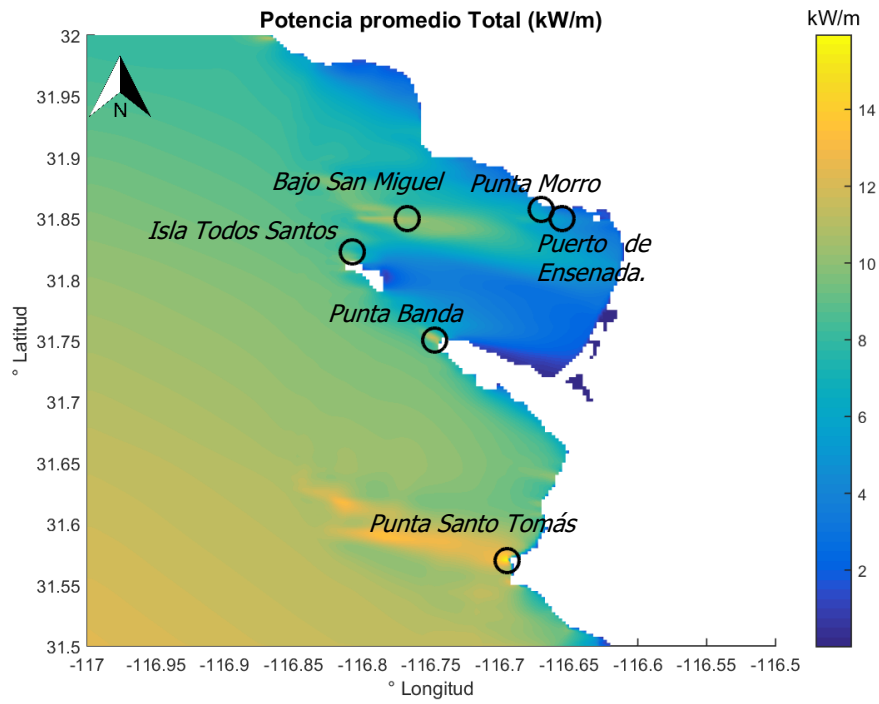 Potencia promedio Total (kW/m)
kW/m
32
31.95
31.9
31.85
31.8
31.75
31.7
31.65
31.6
31.55
31.5
° Latitud
N
Bajo San Miguel
Punta Morro
Isla Todos Santos
Puerto de
Ensenada.
Punta Banda
Punta Santo Tomás
14
12
10
8
6
4
2
-117
-116.95
-116.9
-116.85
-116.8
-116.75
-116.7
-116.65
-116.6
-116.55
-116.5
° Longitud